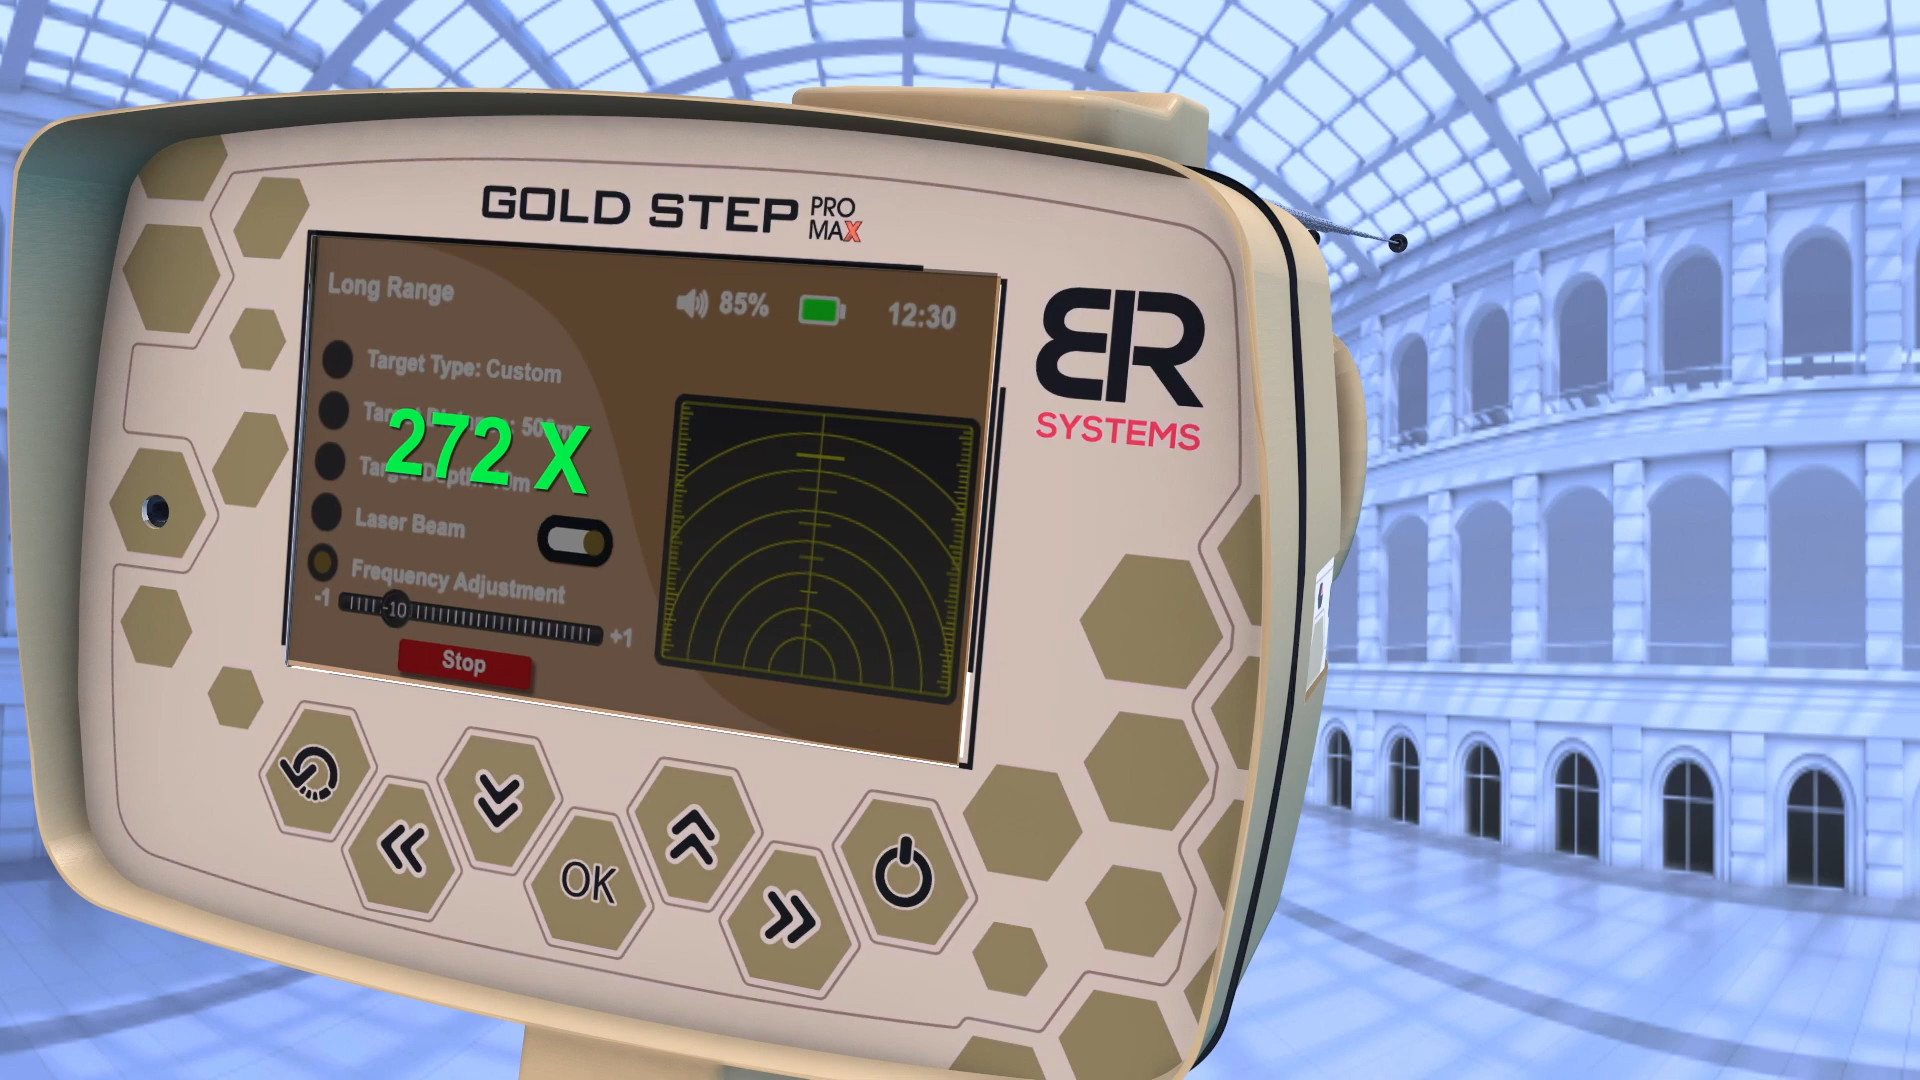 GOLD STEP PRO MAX
Long Range
85%
12:30
Target Type: Custom
272 X
Laser Beam
Frequency Adjustment
-1
-10
+1
Stop
BR
SYSTEMS
OK